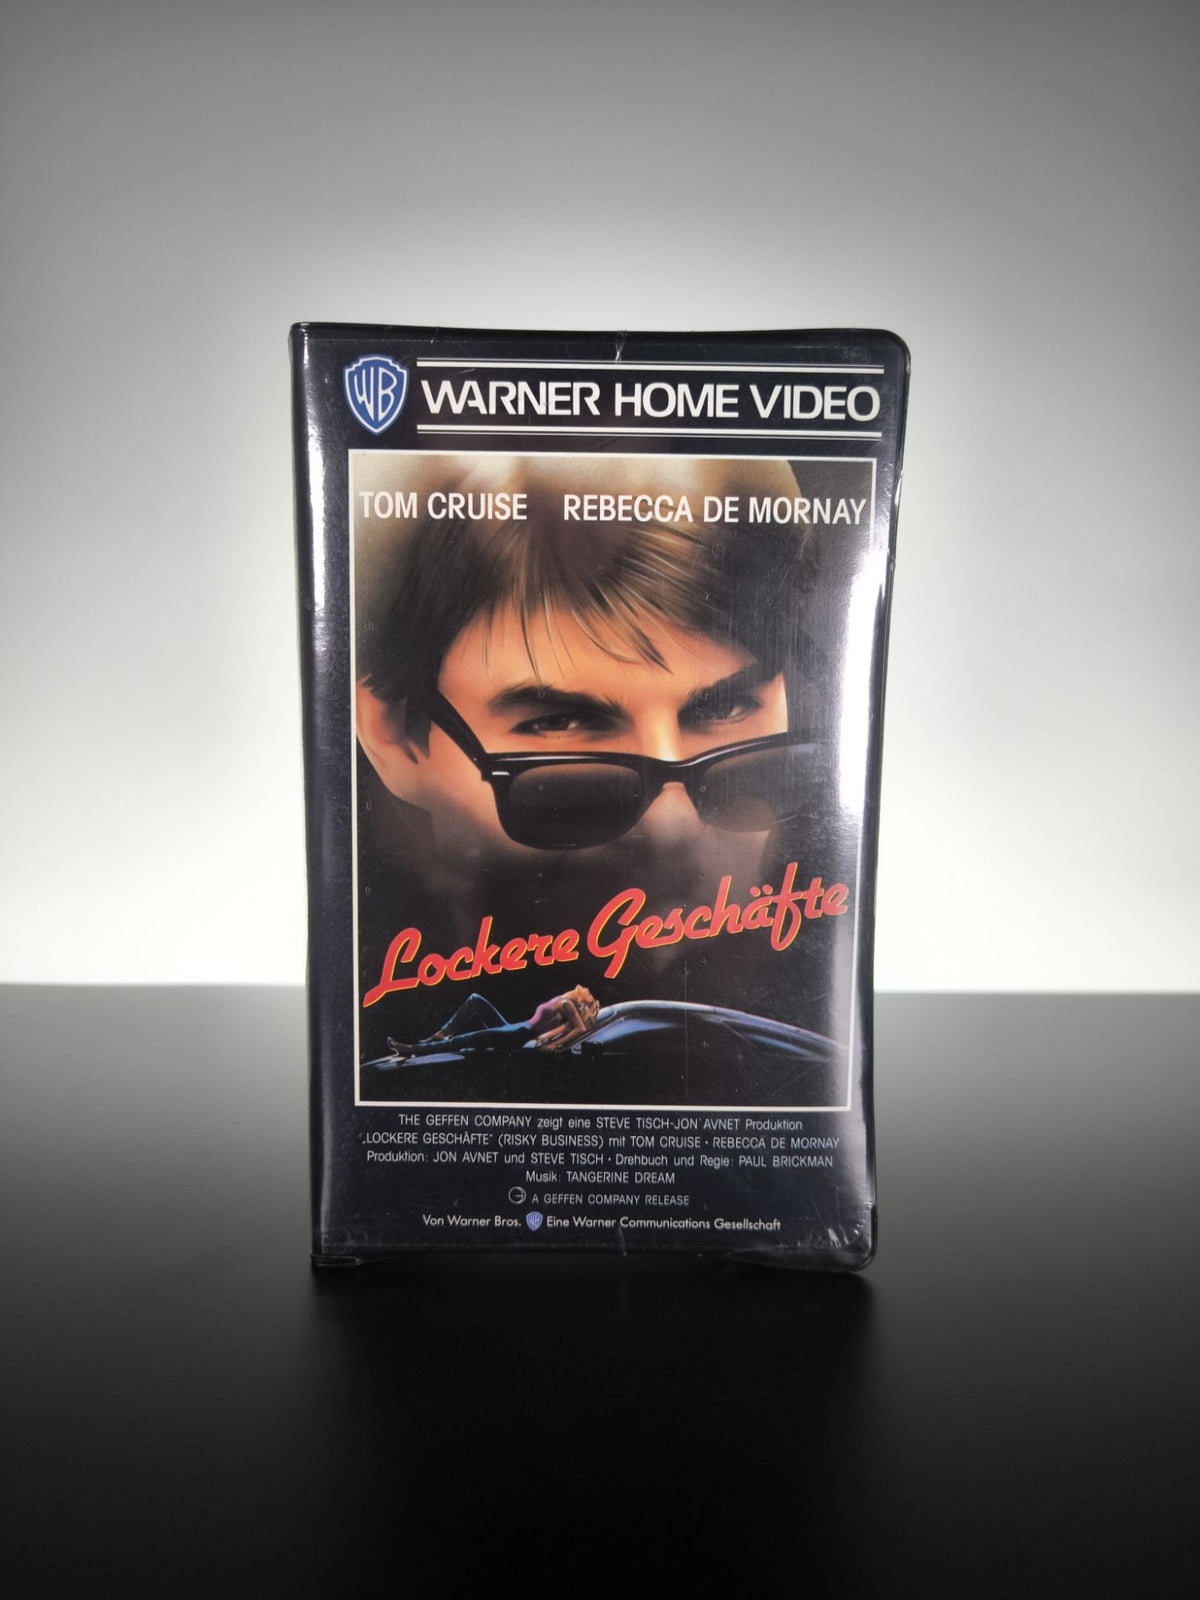 WB WARNER HOME VIDEO
TOM CRUISE REBECCA DE MORNAY
Lockere Geschäfte
THE GEFFEN COMPANY zeigt eine STEVE TISCH-JON AVNET Produktion
„LOCKERE GESCHÄFTE" (RISKY BUSINESS) mit TOM CRUISE · REBECCA DE MORNAY
Produktion: JON AVNET und STEVE TISCH · Drehbuch und Regie: PAUL BRICKMAN
Musik: TANGERINE DREAM
G A GEFFEN COMPANY RELEASE
Von Warner Bros. WB Eine Warner Communications Gesellschaft